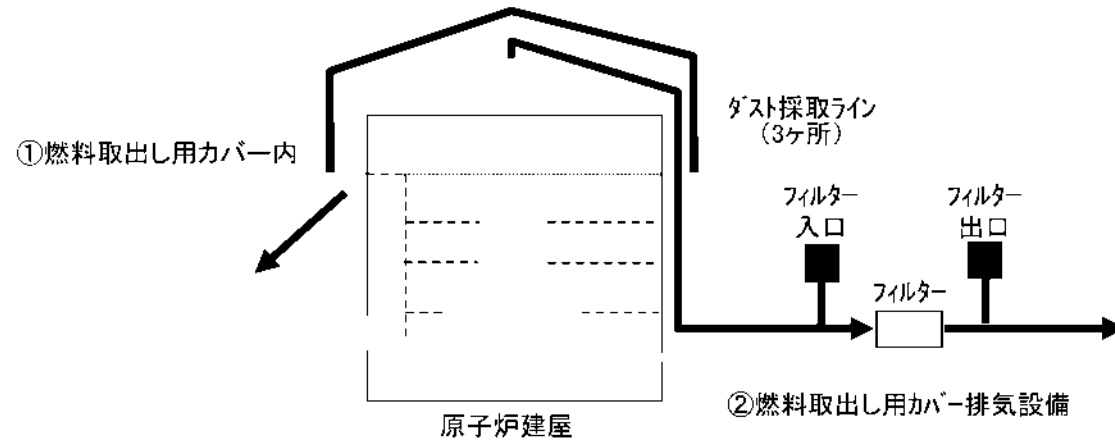 ダスト採取ライン
（3ヶ所）
①燃料取出し用カバー内
フィルター
入口
フィルター
出口
フィルター
②燃料取出し用カバー排気設備
原子炉建屋